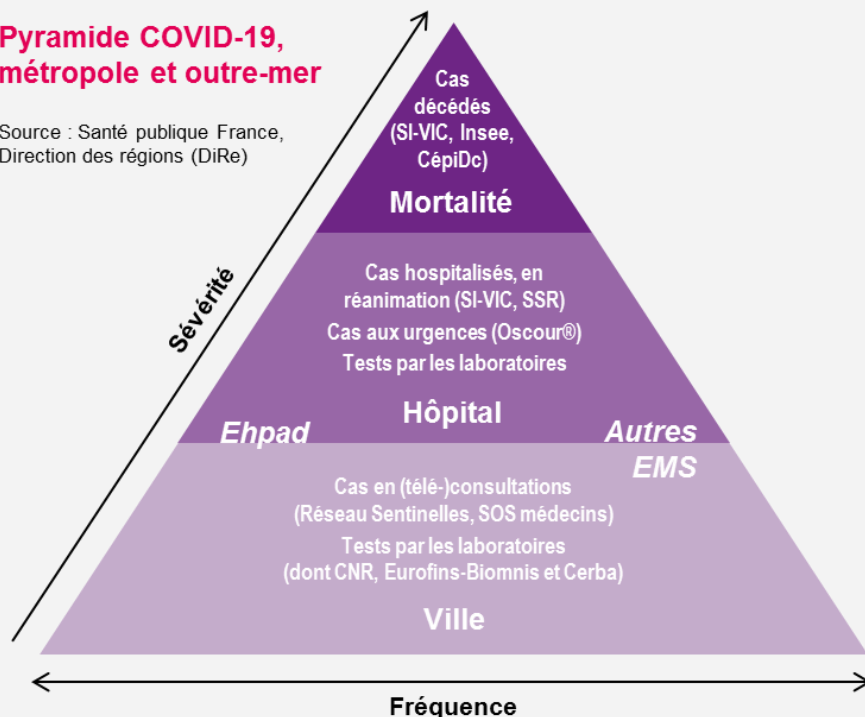 Pyramide COVID-19,
métropole et outre-mer
Source : Santé publique France,
Direction des régions (DiRe)
Sévérité
Cas
décédés
(SI-VIC, Insee,
CépiDc)
Mortalité
Cas hospitalisés, en
réanimation (SI-VIC, SSR)
Cas aux urgences (Oscour®)
Tests par les laboratoires
Hôpital
Ehpad
Autres
EMS
Cas en (télé-)consultations
(Réseau Sentinelles, SOS médecins)
Tests par les laboratoires
(dont CNR, Eurofins-Biomnis et Cerba)
Ville
Fréquence